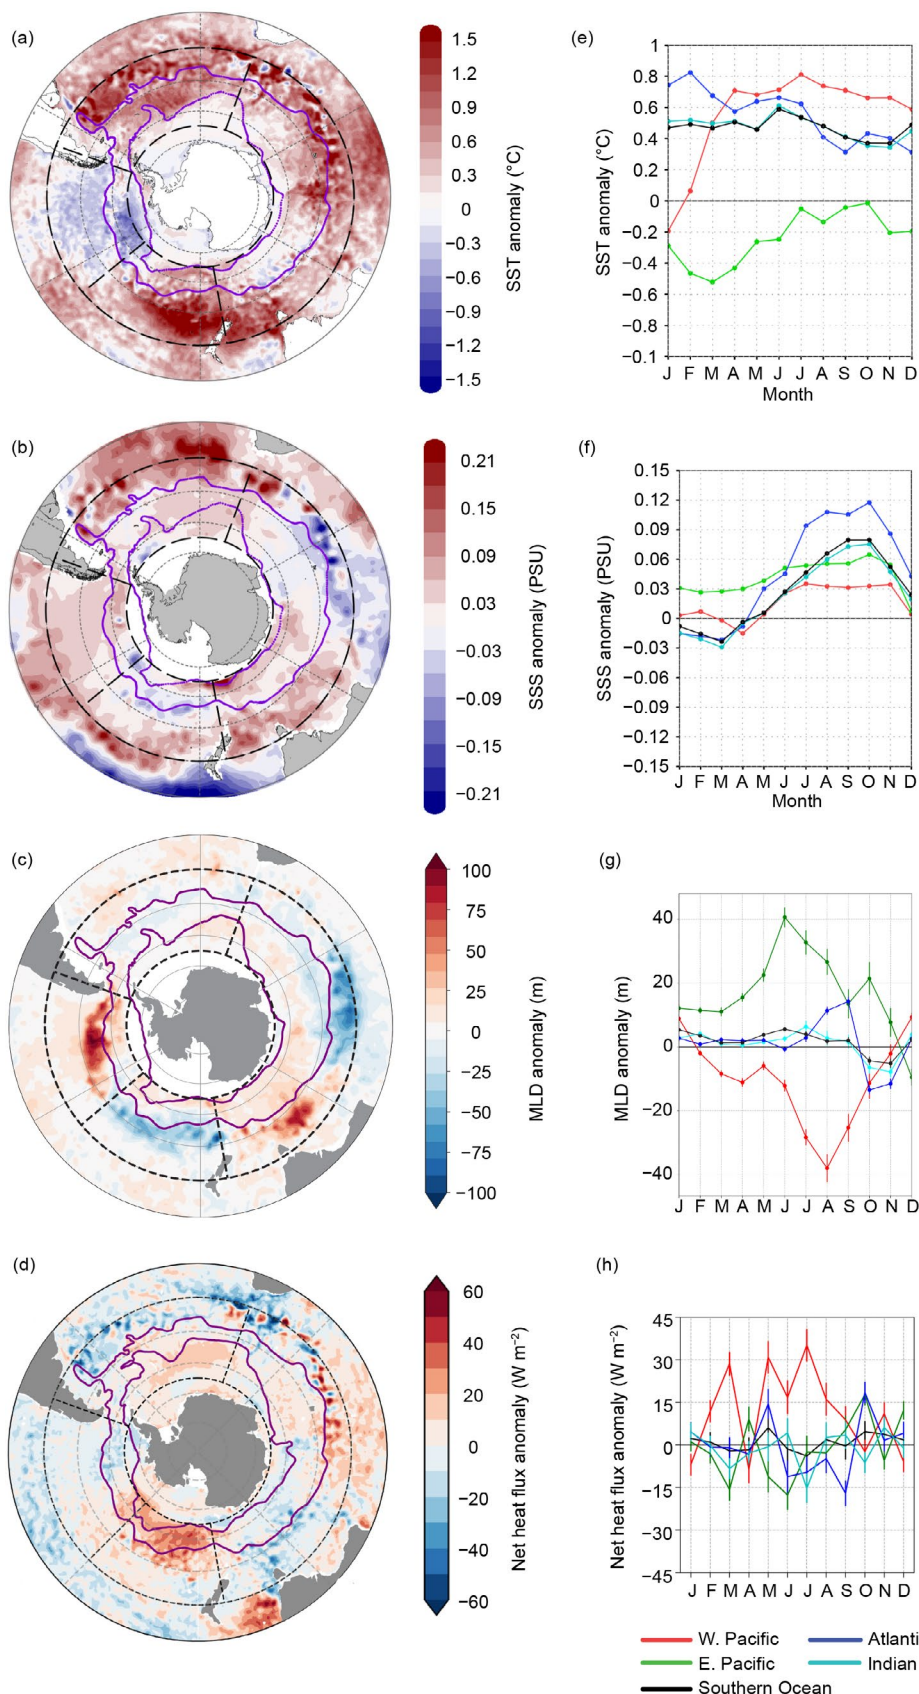 (a)
1.5
1.2
0.9
0.6
0.3
0
−0.3
−0.6
−0.9
−1.2
−1.5
SST anomaly (°C)
(e)
1
0.8
0.6
0.4
0.2
0
−0.2
−0.4
−0.6
−0.8
−0.1
SST anomaly (°C)
J F M A M J J A S O N D
Month
(b)
0.21
0.15
0.09
0.03
−0.03
−0.09
−0.15
−0.21
SSS anomaly (PSU)
(f)
0.15
0.12
0.09
0.06
0.03
0
−0.03
−0.06
−0.09
−0.12
−0.15
SSS anomaly (PSU)
J F M A M J J A S O N D
Month
(c)
100
75
50
25
0
−25
−50
−75
−100
MLD anomaly (m)
(g)
40
20
0
−20
−40
MLD anomaly (m)
J F M A M J J A S O N D
(d)
60
40
20
0
−20
−40
−60
Net heat flux anomaly (W m⁻²)
(h)
45
30
15
0
−15
−30
−45
Net heat flux anomaly (W m⁻²)
J F M A M J J A S O N D
W. Pacific
Atlanti
E. Pacific
Indian
Southern Ocean